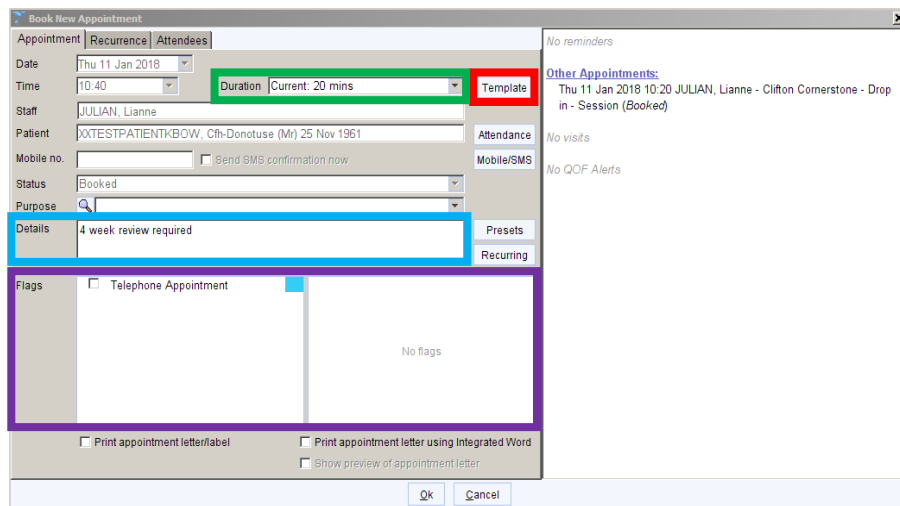 Book New Appointment
Appointment Recurrence Attendees
Date Thu 11 Jan 2018
Time 10:40 Duration Current: 20 mins Template
Staff JULIAN, Lianne
Patient XXTESTPATIENTKBOW, Cfh-Donotuse (Mr) 25 Nov 1961 Attendance
Mobile no. Send SMS confirmation now Mobile/SMS
Status Booked
Purpose
Details 4 week review required Presets
Recurring
Flags Telephone Appointment
No flags
Print appointment letter/label Print appointment letter using Integrated Word
Show preview of appointment letter
Ok Cancel
No reminders
Other Appointments:
Thu 11 Jan 2018 10:20 JULIAN, Lianne - Clifton Cornerstone - Drop
in - Session (Booked)
No visits
No QOF Alerts